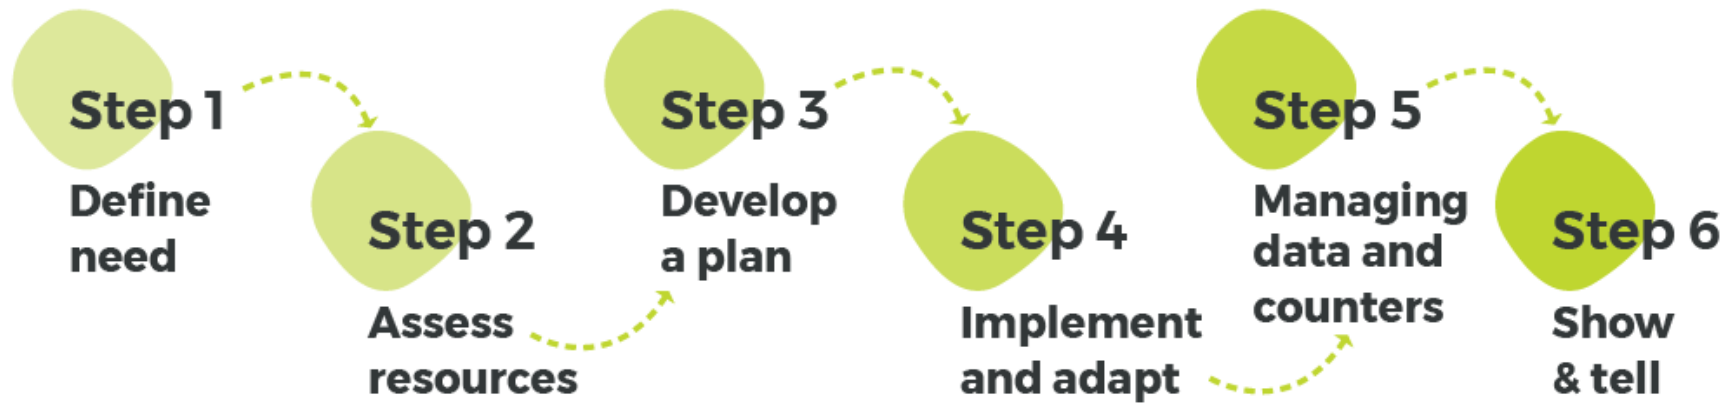 Step 1
Define
need
Step 2
Assess
resources
Step 3
Develop
a plan
Step 4
Implement
and adapt
Step 5
Managing
data and
counters
Step 6
Show
& tell